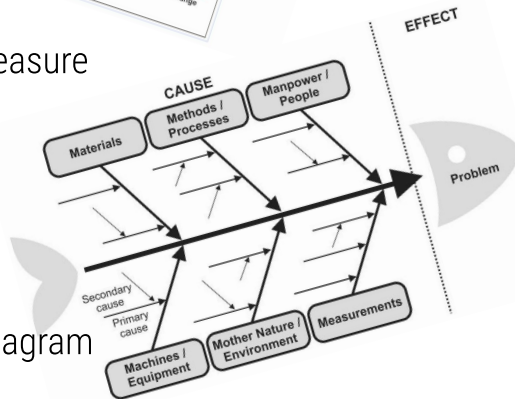 nge
easure
EFFECT
CAUSE
Manpower /
People
Methods /
Processes
Materials
Problem
Secondary
cause
Primary
cause
agram
Machines /
Equipment
Mother Nature /
Environment
Measurements